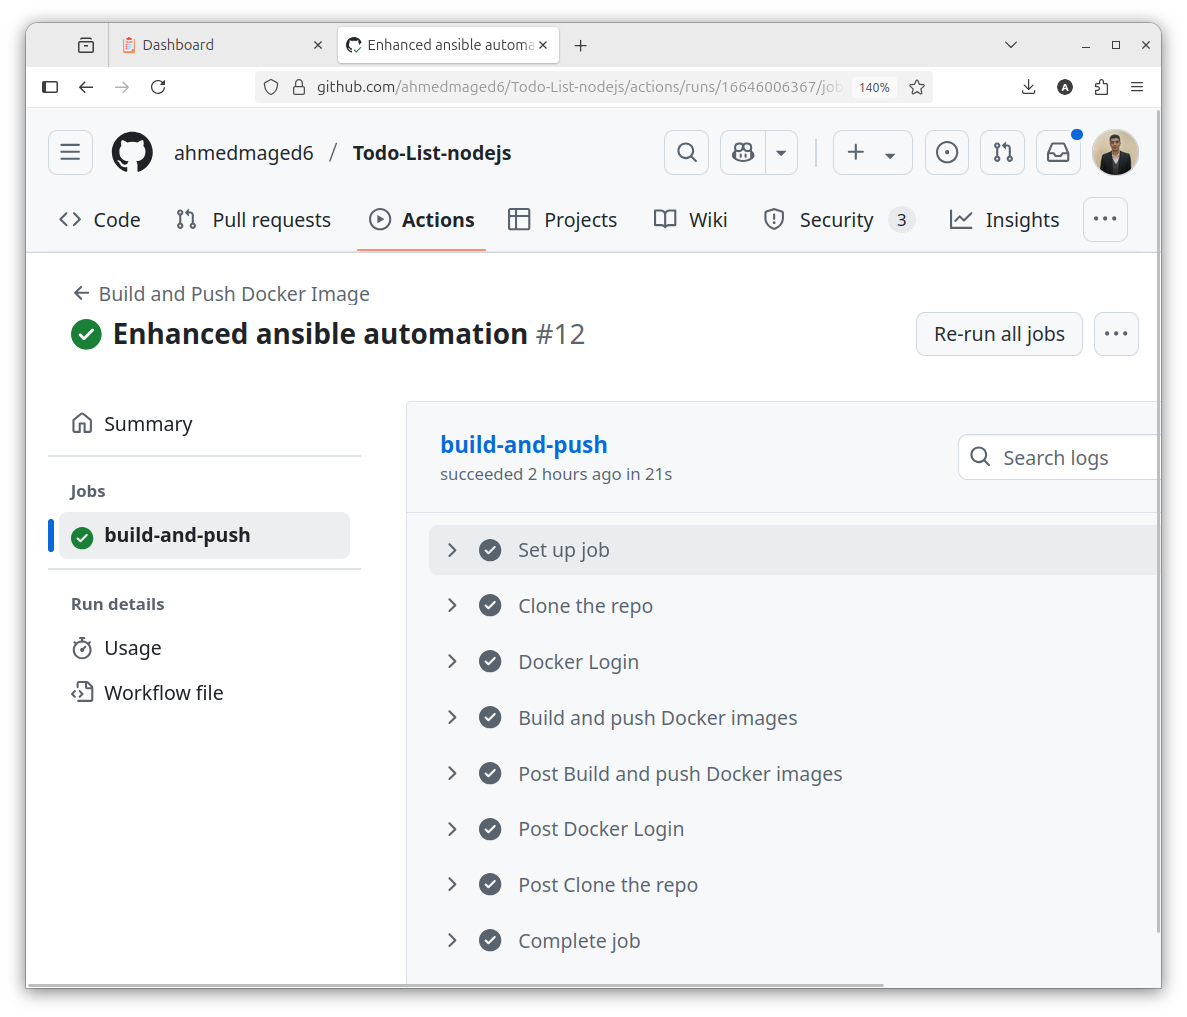 Dashboard
Enhanced ansible automa
github.com/ahmedmaged6/Todo-List-nodejs/actions/runs/16646006367/job
140%
A
ahmedmaged6 / Todo-List-nodejs
Code
Pull requests
Actions
Projects
Wiki
Security 3
Insights
Build and Push Docker Image
Enhanced ansible automation #12
Re-run all jobs
Summary
Jobs
build-and-push
Run details
Usage
Workflow file
build-and-push
succeeded 2 hours ago in 21s
Search logs
Set up job
Clone the repo
Docker Login
Build and push Docker images
Post Build and push Docker images
Post Docker Login
Post Clone the repo
Complete job